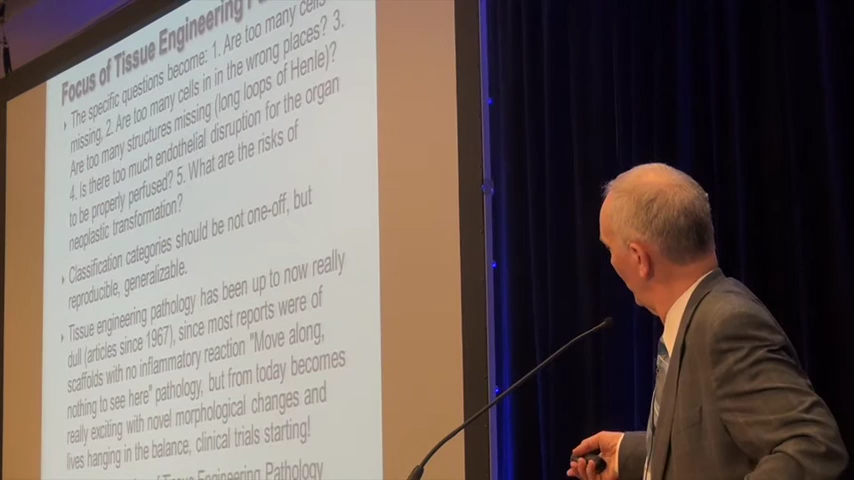 Focus of Tissue Engineering
> The specific questions become: 1. Are too many cells
missing, 2. Are too many cells in the wrong places? 3.
Are too many structures missing (long loops of Henle)?
4. Is there too much endothelial disruption for the organ
to be properly perfused? 5. What are the risks of
neoplastic transformation?
> Classification categories should be not one-off, but
reproducible, generalizable.
> Tissue engineering pathology has been up to now really
dull (articles since 1967), since most reports were of
scaffolds with no inflammatory reaction "Move along,
nothing to see here" pathology, but from today becomes
really exciting with novel morphological changes and
lives hanging in the balance, clinical trials starting!
Tissue Engineering Pathology